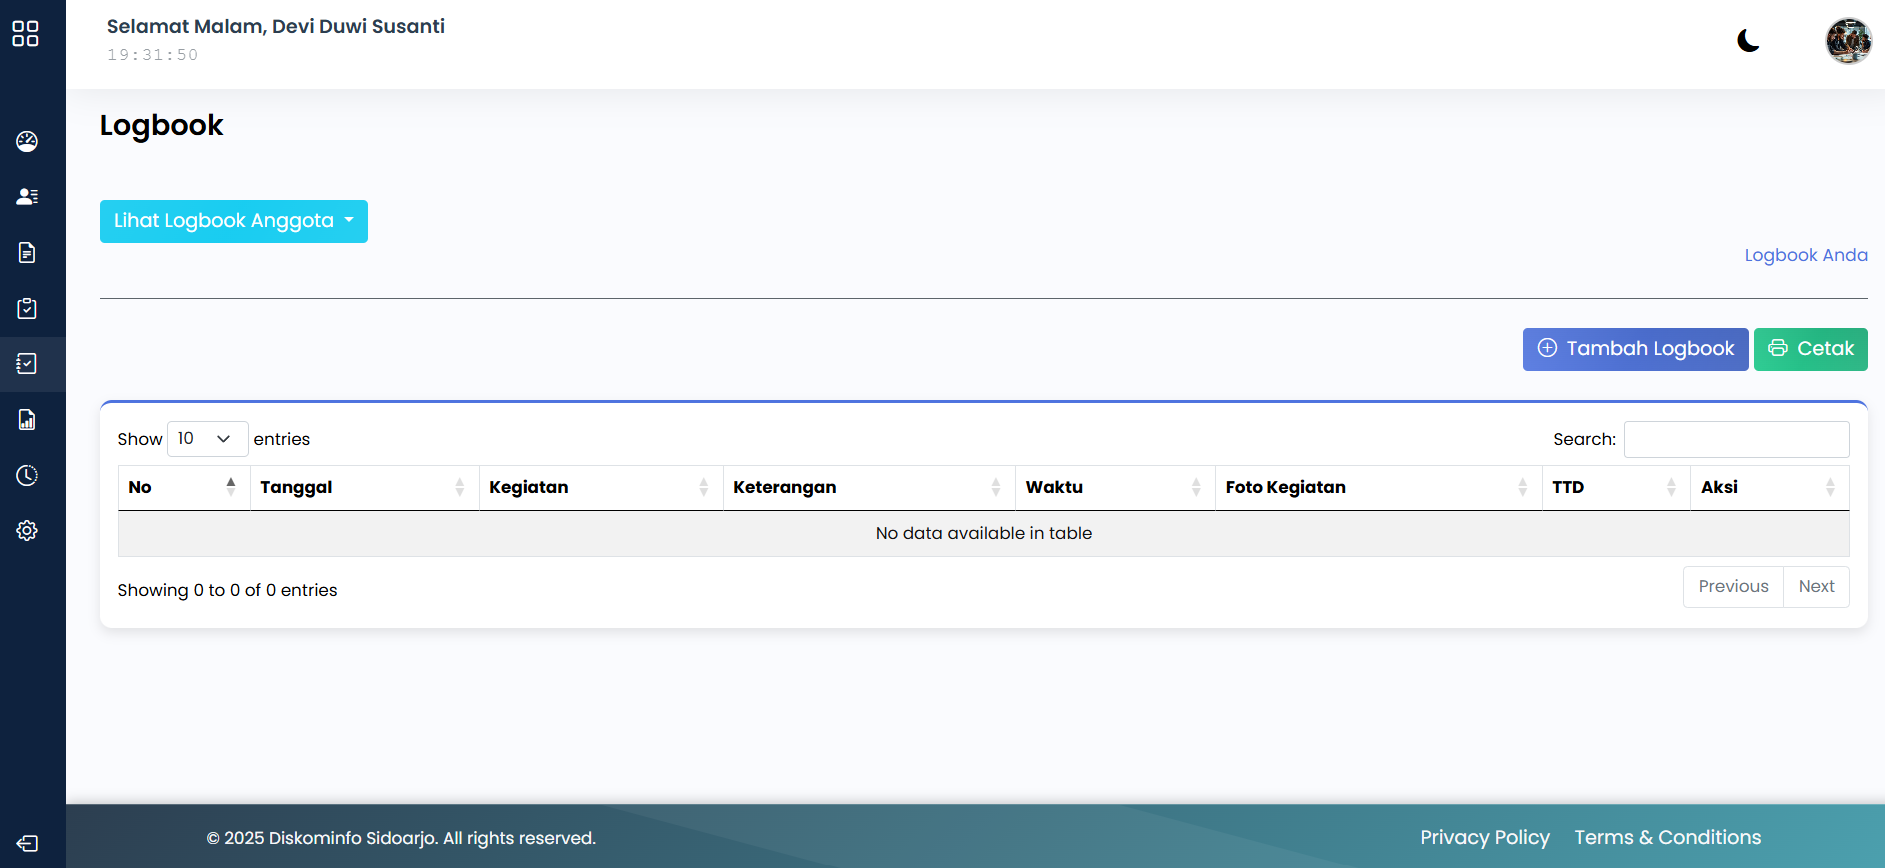 Selamat Malam, Devi Duwi Susanti
19:31:50
Logbook
Lihat Logbook Anggota
Logbook Anda
Tambah Logbook Cetak
Show 10 entries Search:
No Tanggal Kegiatan Keterangan Waktu Foto Kegiatan TTD Aksi
No data available in table
Showing 0 to 0 of 0 entries Previous Next
© 2025 Diskominfo Sidoarjo. All rights reserved. Privacy Policy Terms & Conditions